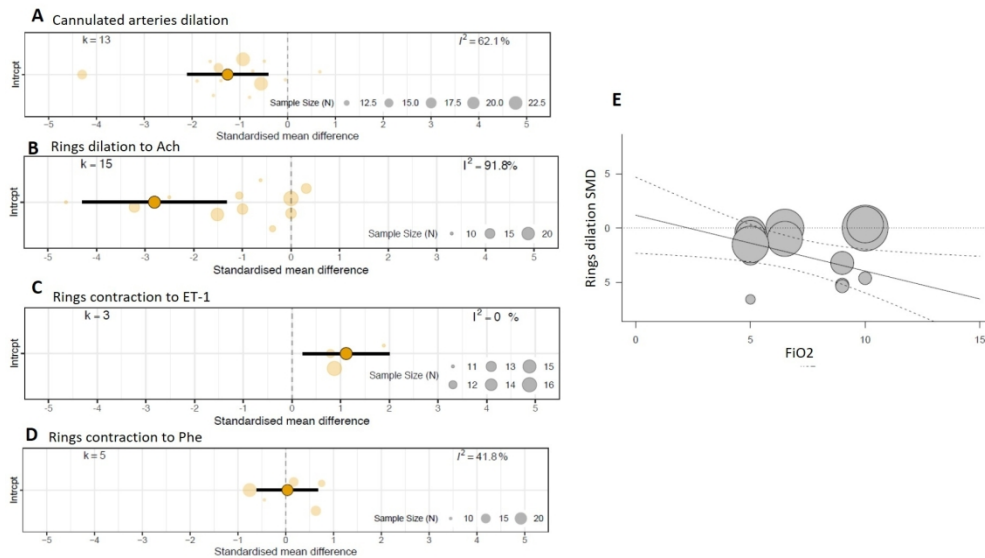 A Cannulated arteries dilation
k = 13
I² = 62.1%
Intrcpt
Sample Size (N) 12.5 15.0 17.5 20.0 22.5
-5 -4 -3 -2 -1 0 1 2 3 4 5
Standardised mean difference
B Rings dilation to Ach
k = 15
I² = 91.8%
Intrcpt
Sample Size (N) 10 15 20
-5 -4 -3 -2 -1 0 1 2 3 4 5
Standardised mean difference
C Rings contraction to ET-1
k = 3
I² -0 %
Intrcpt
Sample Size (N)
11 13 15
12 14 16
-5 -4 -3 -2 -1 0 1 2 3 4 5
Standardised mean difference
D Rings contraction to Phe
k = 5
I² = 41.8%
Intrcpt
Sample Size (N) 10 15 20
-5 -4 -3 -2 -1 0 1 2 3 4 5
Standardised mean difference
E
Rings dilation SMD
5
0
5
0 5 10 15
FiO2